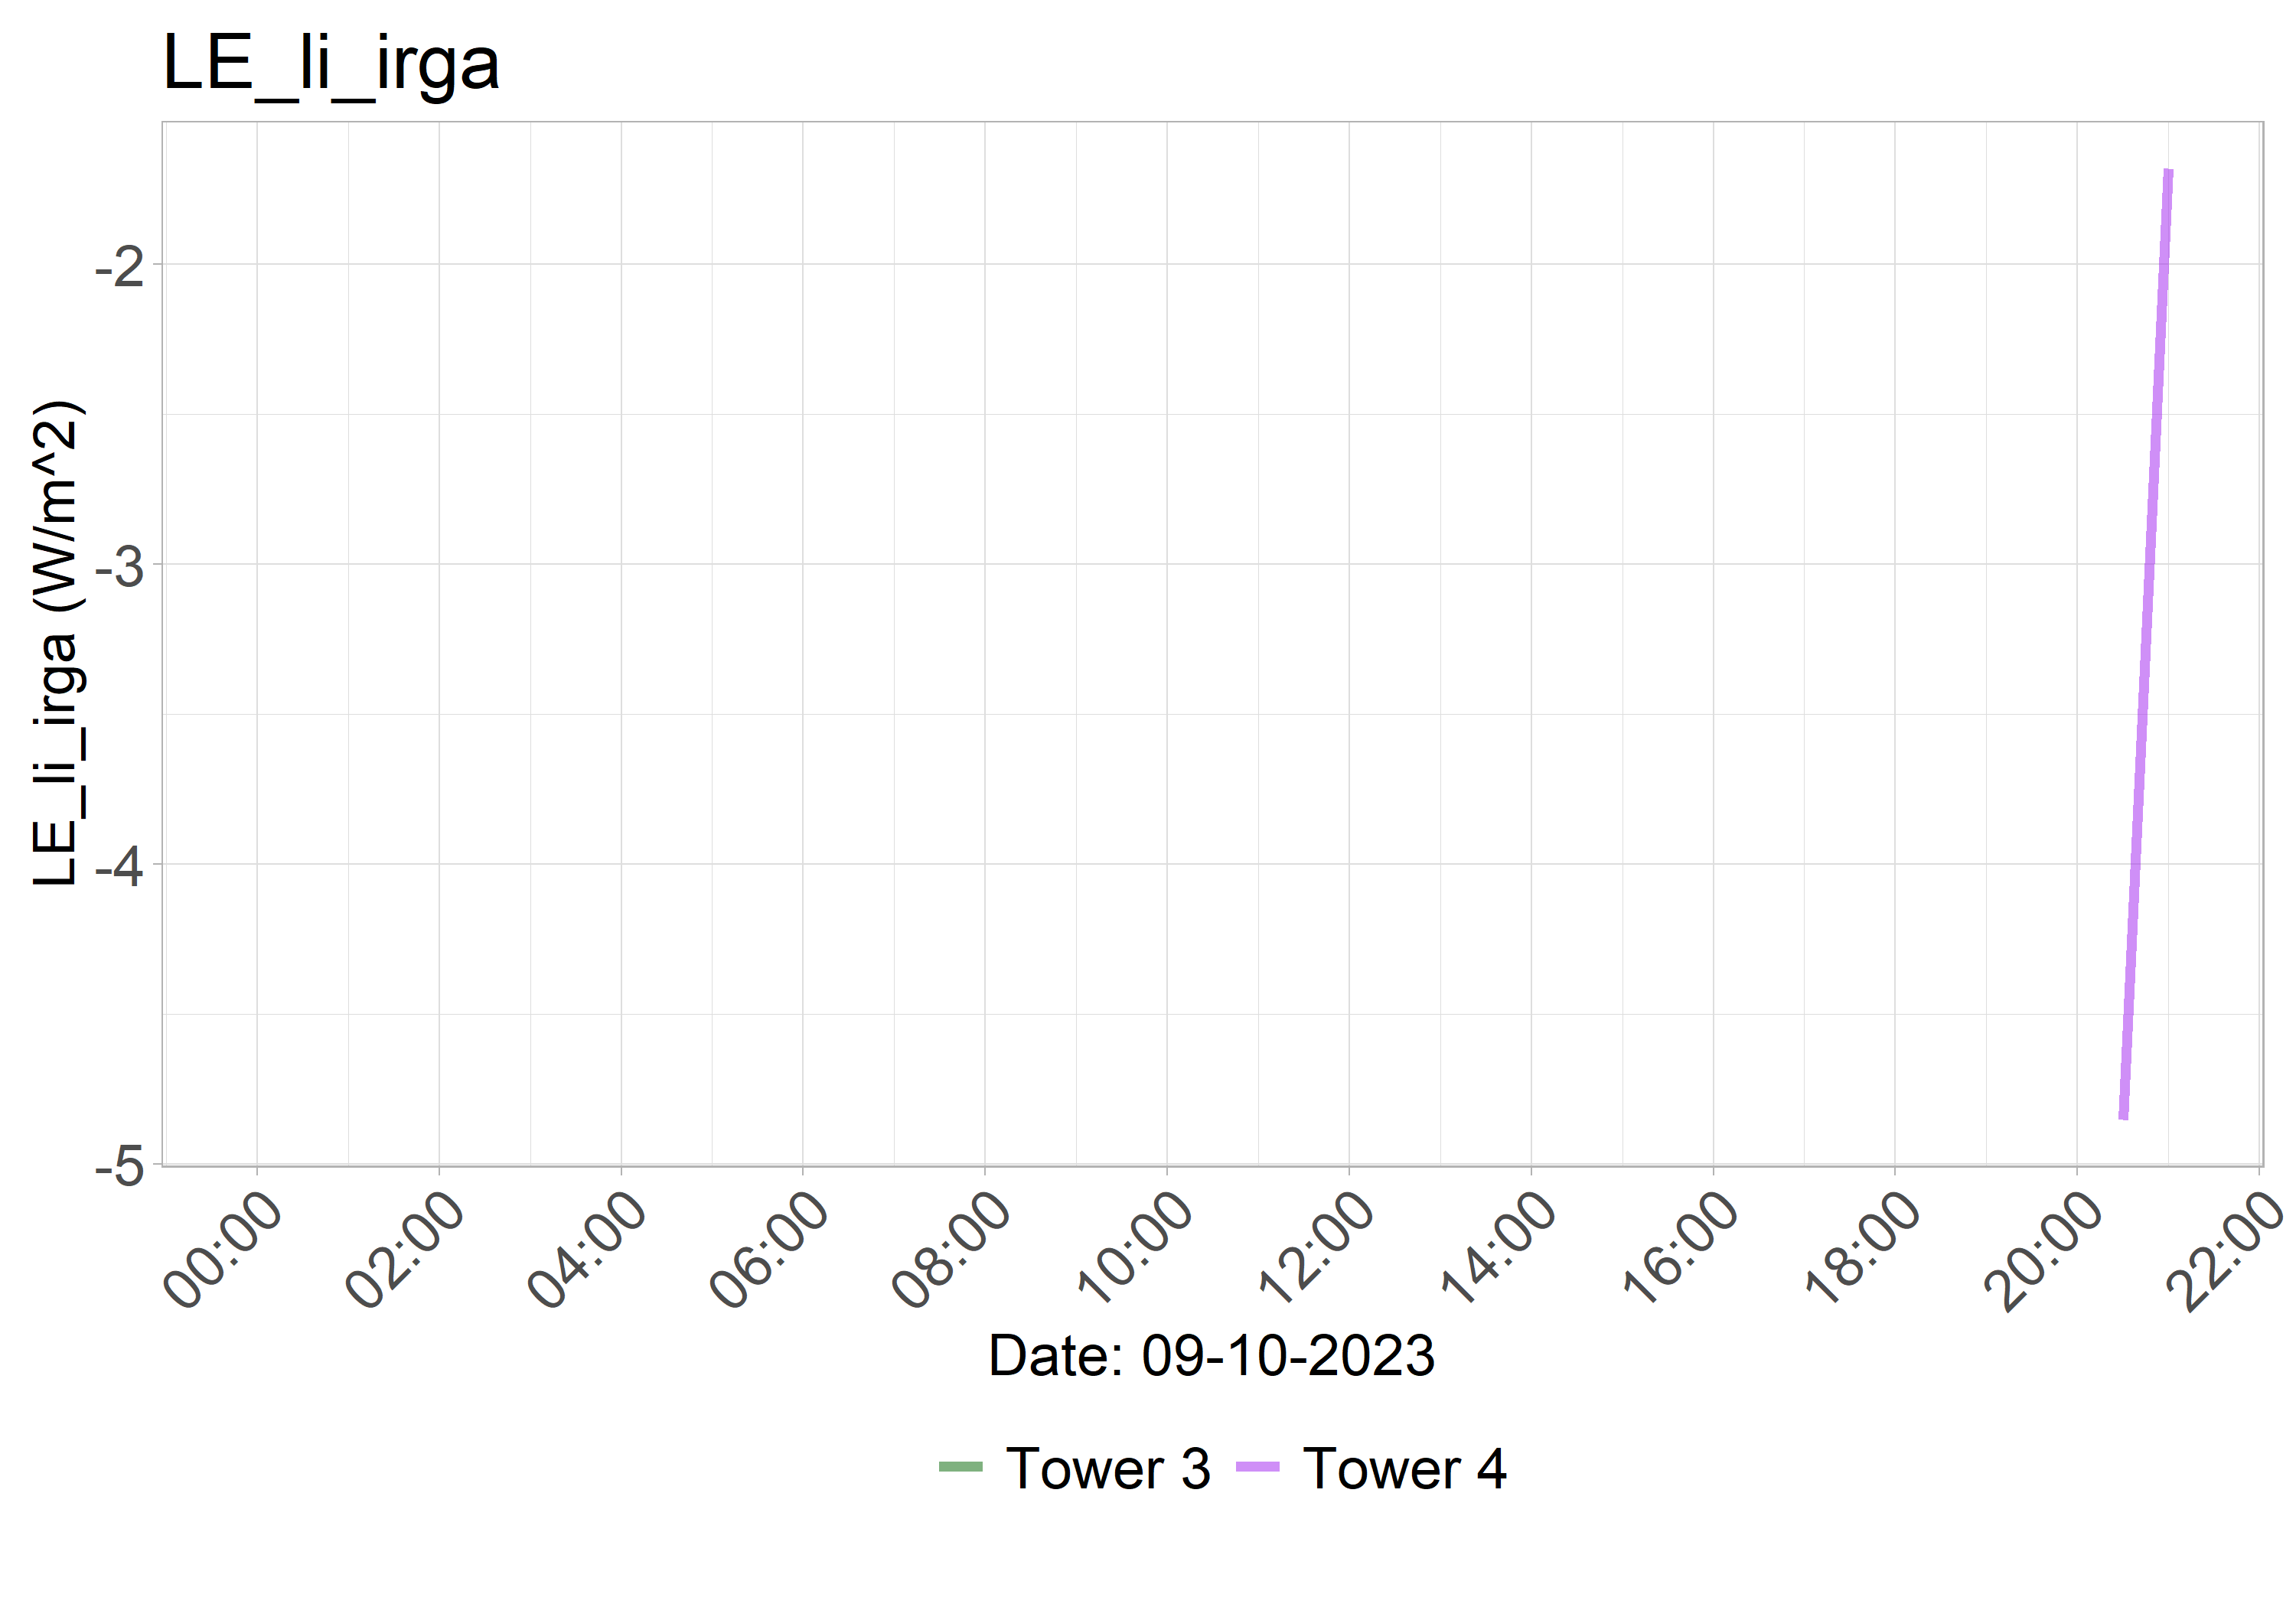 LE_li_irga
LE_li_irga (W/m^2)
-2
-3
-4
-5
00:00 02:00 04:00 06:00 08:00 10:00 12:00 14:00 16:00 18:00 20:00 22:00
Date: 09-10-2023
Tower 3 Tower 4